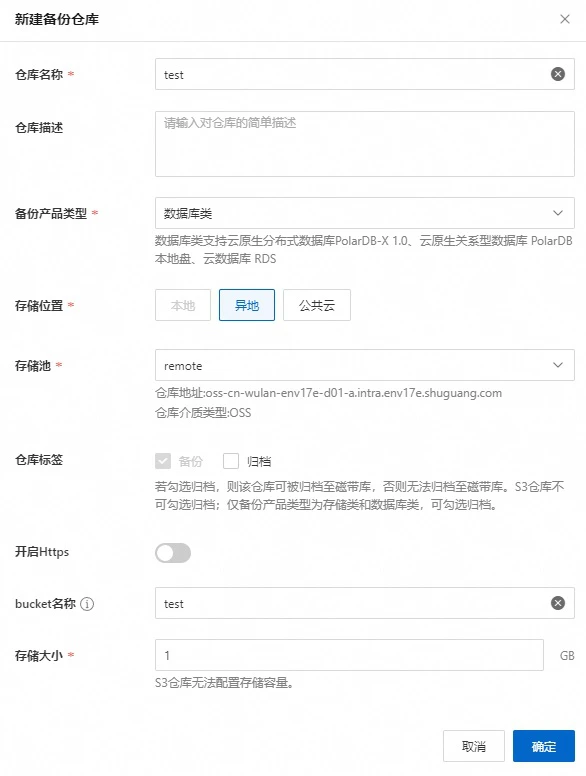 新建备份仓库
仓库名称 *
test
仓库描述
请输入对仓库的简单描述
备份产品类型 *
数据库类
数据库类支持云原生分布式数据库PolarDB-X 1.0、云原生关系型数据库 PolarDB
本地盘、云数据库 RDS
存储位置 *
本地 异地 公共云
存储池 *
remote
仓库地址:oss-cn-wulan-env17e-d01-a.intra.env17e.shuguang.com
仓库介质类型:OSS
仓库标签
备份 归档
若勾选归档，则该仓库可被归档至磁带库，否则无法归档至磁带库。S3仓库不
可勾选归档；仅备份产品类型为存储类和数据库类，可勾选归档。
开启Https
bucket名称
test
存储大小 *
1 GB
S3仓库无法配置存储容量。
取消 确定